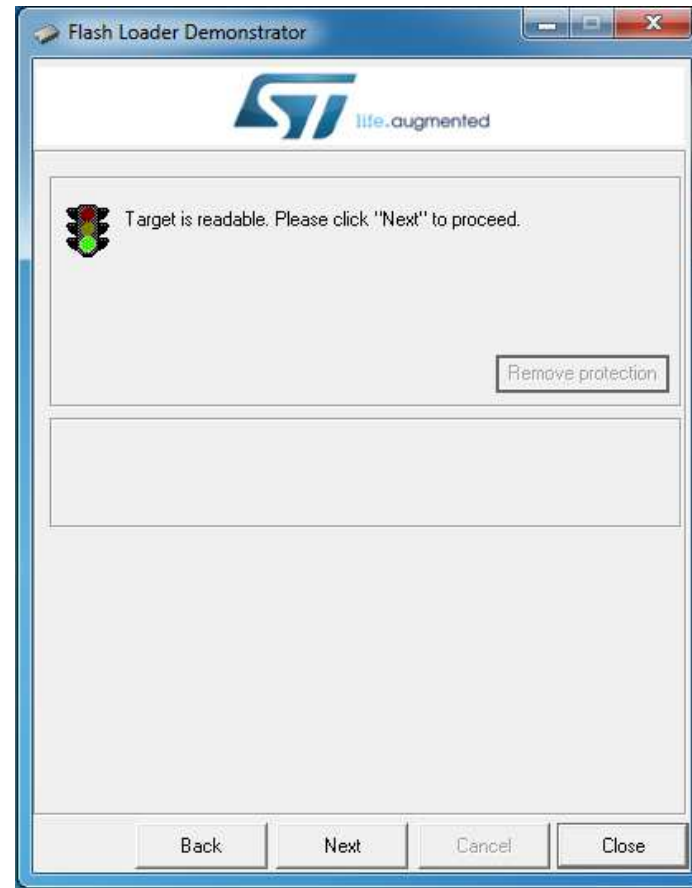 Flash Loader Demonstrator
ST life.augmented
Target is readable. Please click "Next" to proceed.
Remove protection
Back Next Cancel Close